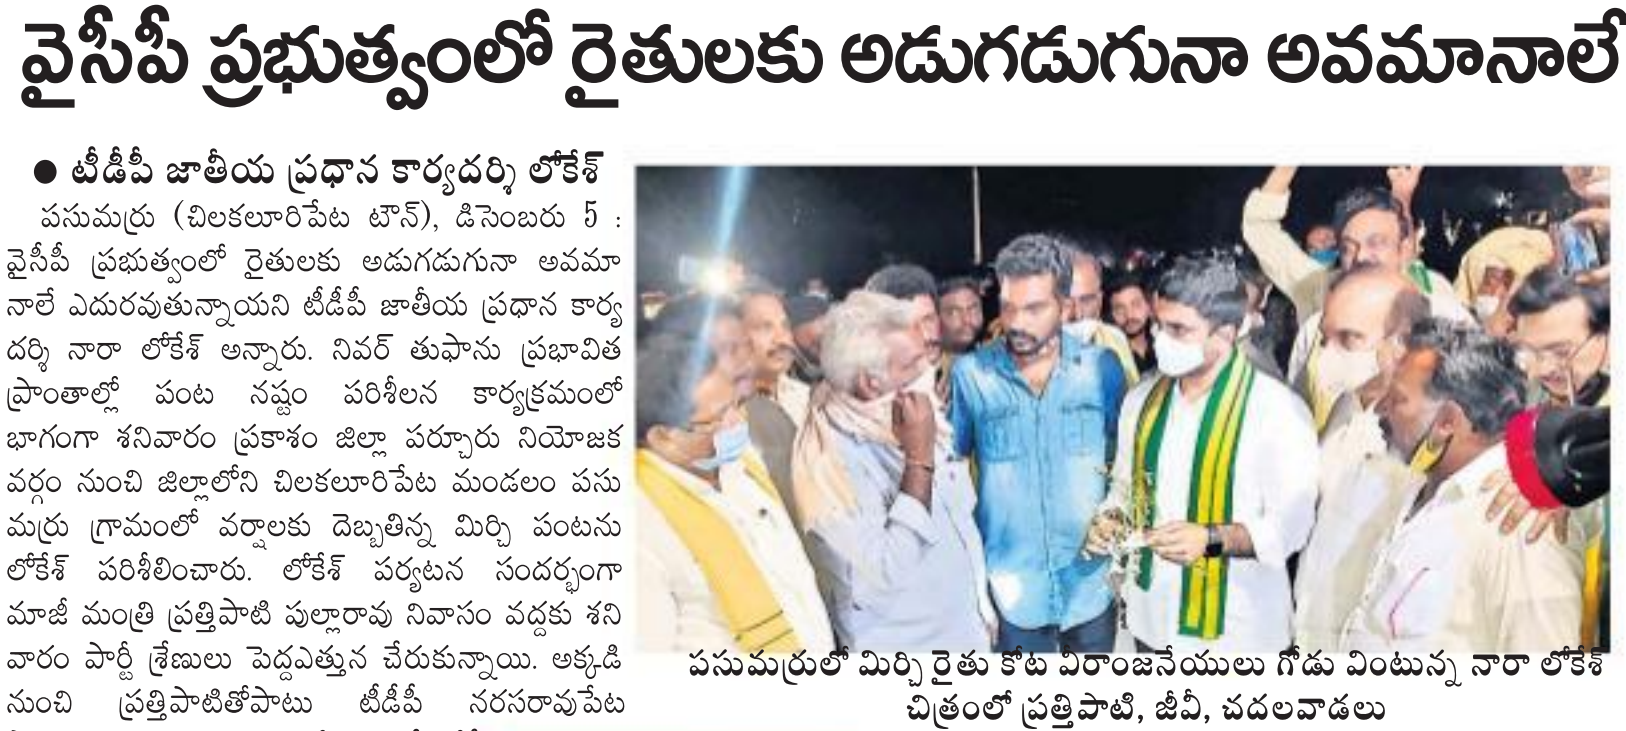 వైసీపీ ప్రభుత్వంలో రైతులకు అడుగడుగునా అవమానాలే
● టీడీపీ జాతీయ ప్రధాన కార్యదర్శి లోకేశ్
పసుమర్రు (చిలకలూరిపేట టౌన్), డిసెంబరు 5 :
వైసీపీ ప్రభుత్వంలో రైతులకు అడుగడుగునా అవమా
నాలే ఎదురవుతున్నాయని టీడీపీ జాతీయ ప్రధాన కార్య
దర్శి నారా లోకేశ్ అన్నారు. నివర్ తుఫాను ప్రభావిత
ప్రాంతాల్లో పంట నష్టం పరిశీలన కార్యక్రమంలో
భాగంగా శనివారం ప్రకాశం జిల్లా పర్చూరు నియోజక
వర్గం నుంచి జిల్లాలోని చిలకలూరిపేట మండలం పసు
మర్రు గ్రామంలో వర్షాలకు దెబ్బతిన్న మిర్చి పంటను
లోకేశ్ పరిశీలించారు. లోకేశ్ పర్యటన సందర్భంగా
మాజీ మంత్రి ప్రత్తిపాటి పుల్లారావు నివాసం వద్దకు శని
వారం పార్టీ శ్రేణులు పెద్దఎత్తున చేరుకున్నాయి. అక్కడి
నుంచి ప్రత్తిపాటితోపాటు టీడీపీ నరసరావుపేట
పసుమర్రులో మిర్చి రైతు కోట వీరాంజనేయులు గోడు వింటున్న నారా లోకేశ్
చిత్రంలో ప్రత్తిపాటి, జీవీ, చదలవాడలు